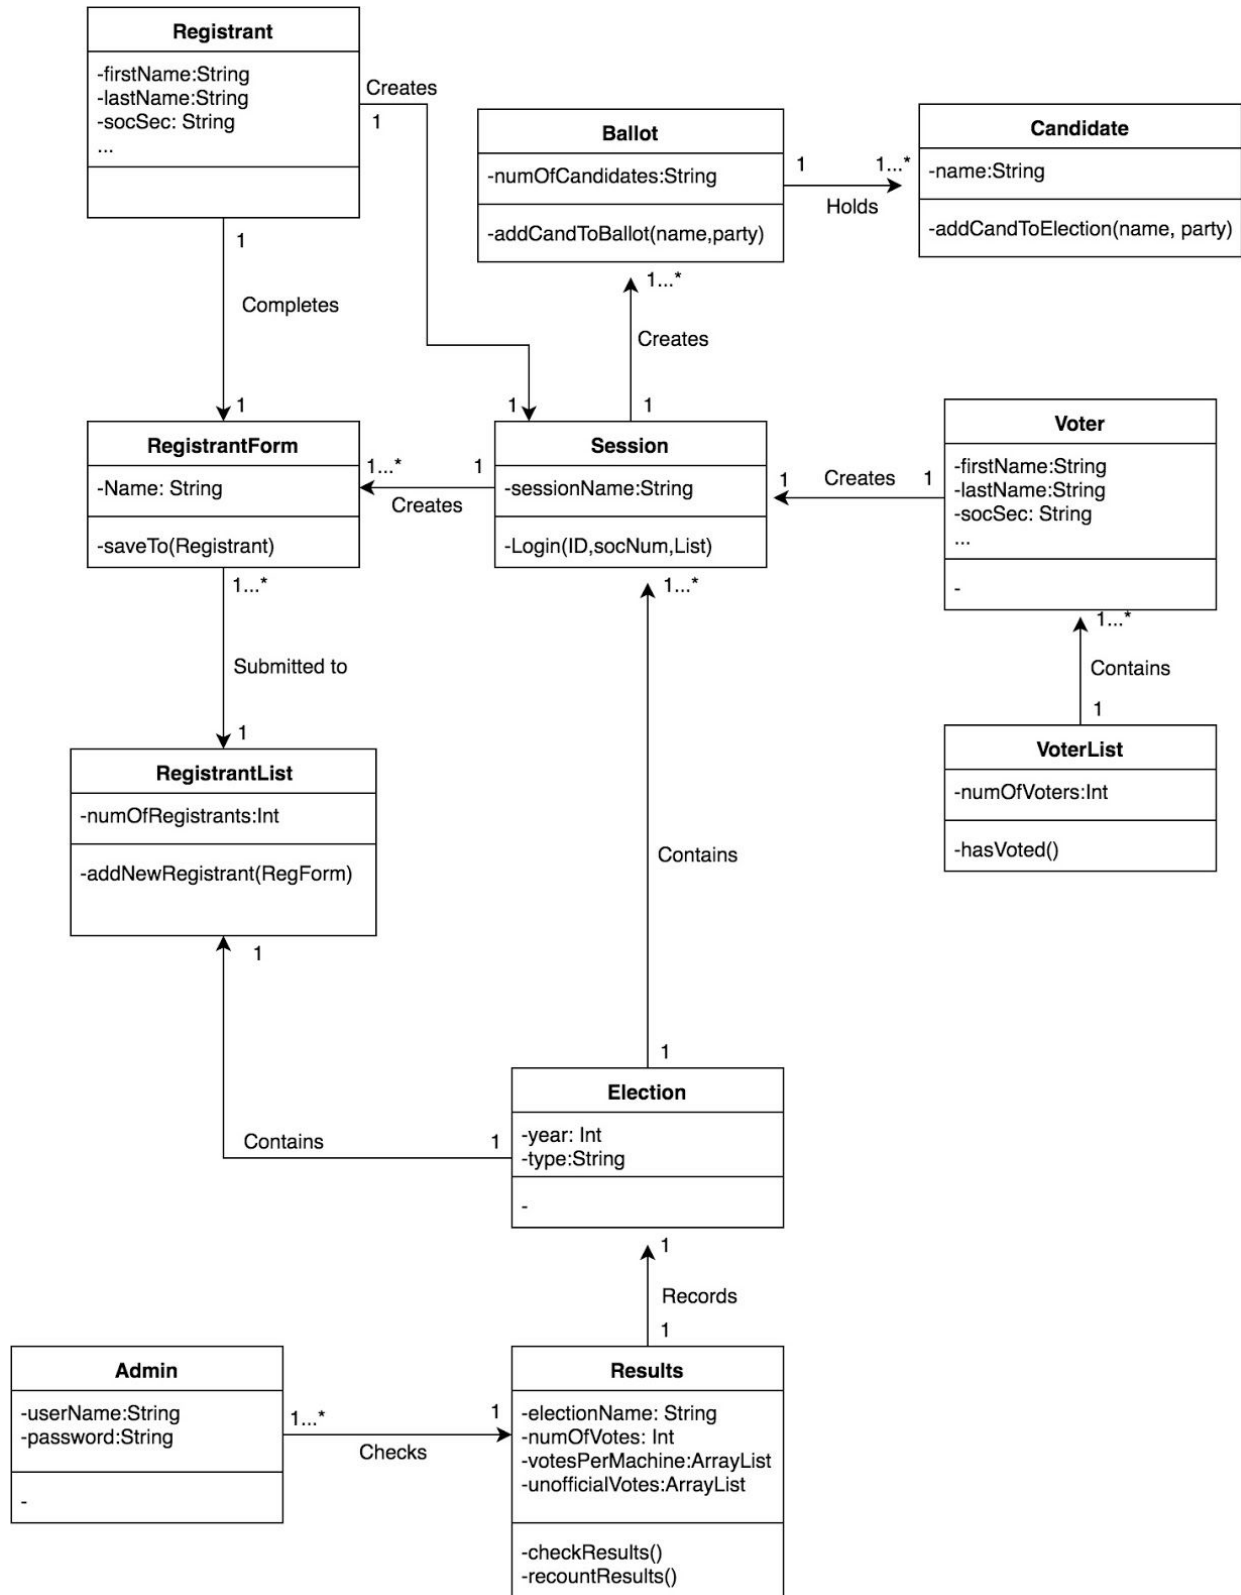 Registrant
-firstName:String
-lastName:String
-socSec: String
...
Creates
1
1
Completes
1
Ballot
-numOfCandidates:String
-addCandToBallot(name,party)
1
1...*
Holds
Candidate
-name:String
-addCandToElection(name, party)
1...*
Creates
1
1
RegistrantForm
-Name: String
-saveTo(Registrant)
1...*
1...*
1
Creates
Session
-sessionName:String
-Login(ID,socNum,List)
1...*
1
Creates
1
Voter
-firstName:String
-lastName:String
-socSec: String
...
-
1...*
Contains
1
VoterList
-numOfVoters:Int
-hasVoted()
Submitted to
1
RegistrantList
-numOfRegistrants:Int
-addNewRegistrant(RegForm)
1
Contains
1
Contains
1
Election
-year: Int
-type:String
-
1
Records
1
Admin
-userName:String
-password:String
-
1...*
1
Checks
Results
-electionName: String
-numOfVotes: Int
-votesPerMachine:ArrayList
-unofficialVotes:ArrayList
-checkResults()
-recountResults()